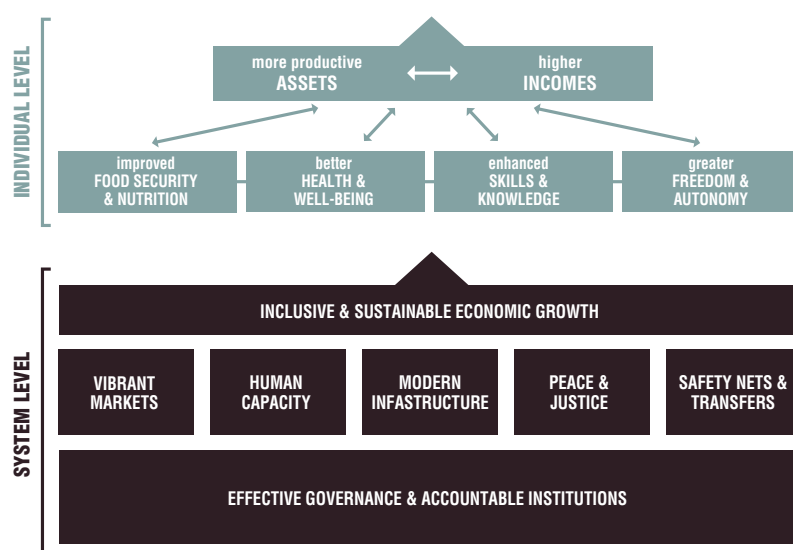 INDIVIDUAL LEVEL
more productive
ASSETS
higher
INCOMES
improved
FOOD SECURITY
& NUTRITION
better
HEALTH &
WELL-BEING
enhanced
SKILLS &
KNOWLEDGE
greater
FREEDOM &
AUTONOMY
SYSTEM LEVEL
INCLUSIVE & SUSTAINABLE ECONOMIC GROWTH
VIBRANT
MARKETS
HUMAN
CAPACITY
MODERN
INFASTRUCTURE
PEACE &
JUSTICE
SAFETY NETS &
TRANSFERS
EFFECTIVE GOVERNANCE & ACCOUNTABLE INSTITUTIONS